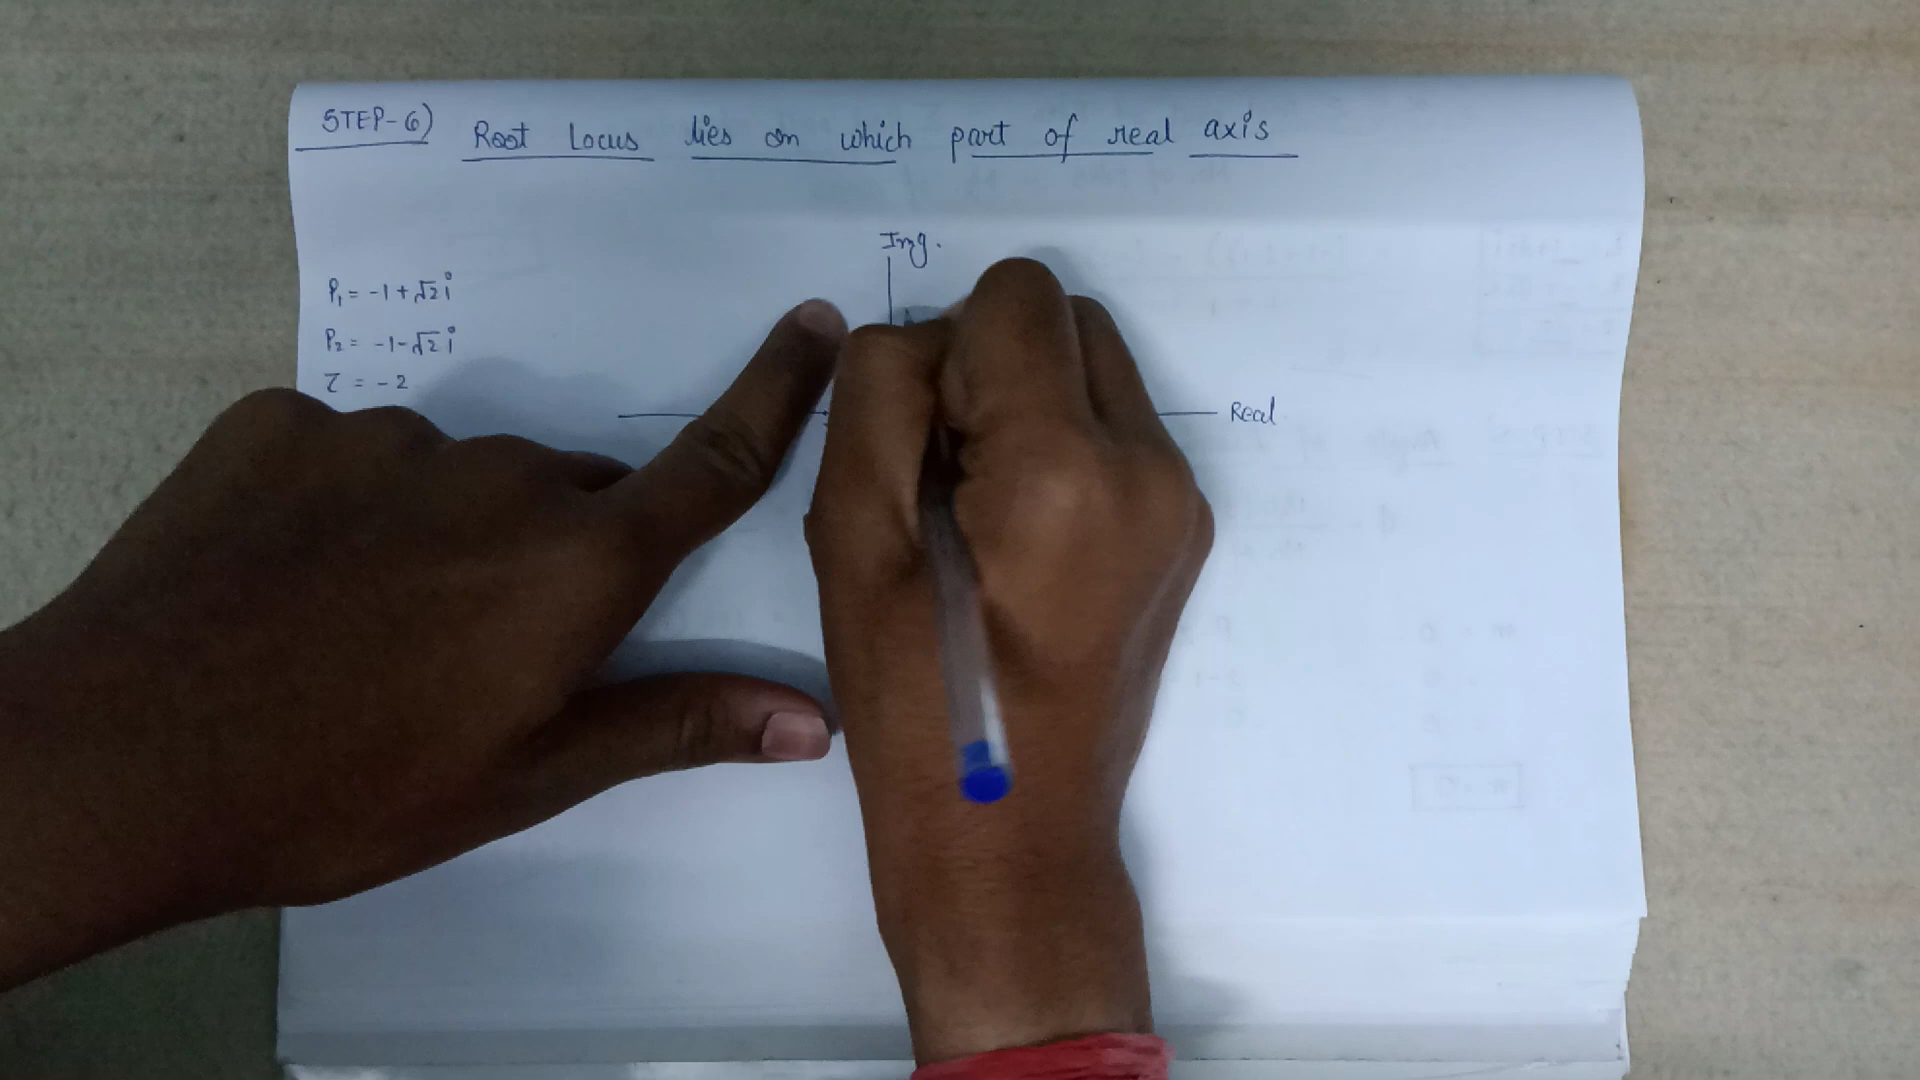 STEP-6) Root Locus lies on which part of real axis
Img.
P₁ = -1+√2 i
P₂ = -1-√2 i
Z = -2
Real